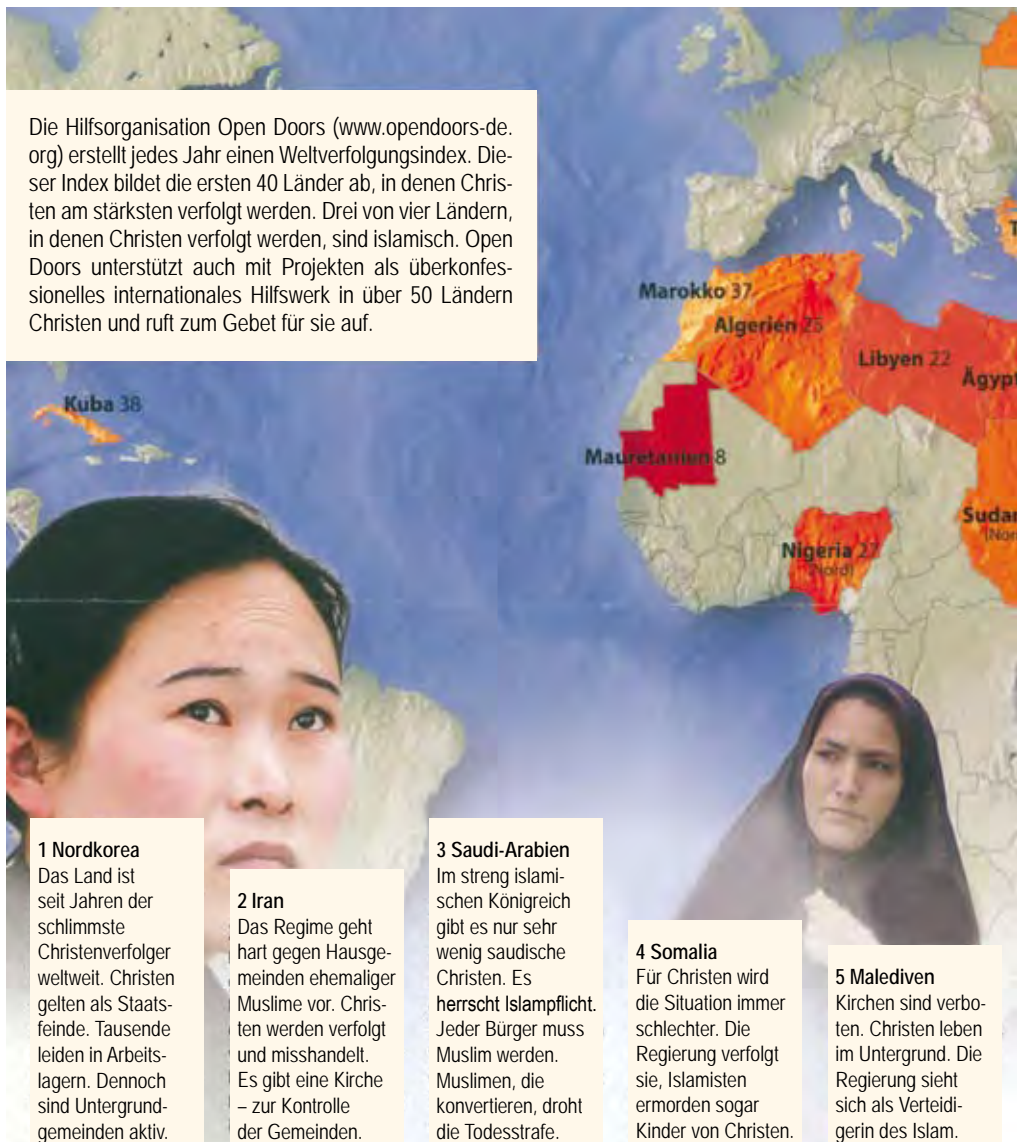 Die Hilfsorganisation Open Doors (www.opendoors-de.
org) erstellt jedes Jahr einen Weltverfolgungsindex. Die-
ser Index bildet die ersten 40 Länder ab, in denen Chris-
ten am stärksten verfolgt werden. Drei von vier Ländern,
in denen Christen verfolgt werden, sind islamisch. Open
Doors unterstützt auch mit Projekten als überkonfes-
sionelles internationales Hilfswerk in über 50 Ländern
Christen und ruft zum Gebet für sie auf.
T
Marokko 37
Algerien 25
Libyen 22
Ägypt
Kuba 38
Mauretanien 8
Sudan
(Nor
Nigeria 27
(Nord)
1 Nordkorea
Das Land ist
seit Jahren der
schlimmste
Christenverfolger
weltweit. Christen
gelten als Staats-
feinde. Tausende
leiden in Arbeits-
lagern. Dennoch
sind Untergrund-
gemeinden aktiv.
2 Iran
Das Regime geht
hart gegen Hausge-
meinden ehemaliger
Muslime vor. Chris-
ten werden verfolgt
und misshandelt.
Es gibt eine Kirche
– zur Kontrolle
der Gemeinden.
3 Saudi-Arabien
Im streng islami-
schen Königreich
gibt es nur sehr
wenig saudische
Christen. Es
herrscht Islampflicht.
Jeder Bürger muss
Muslim werden.
Muslimen, die
konvertieren, droht
die Todesstrafe.
4 Somalia
Für Christen wird
die Situation immer
schlechter. Die
Regierung verfolgt
sie, Islamisten
ermorden sogar
Kinder von Christen.
5 Malediven
Kirchen sind verbo-
ten. Christen leben
im Untergrund. Die
Regierung sieht
sich als Verteidi-
gerin des Islam.